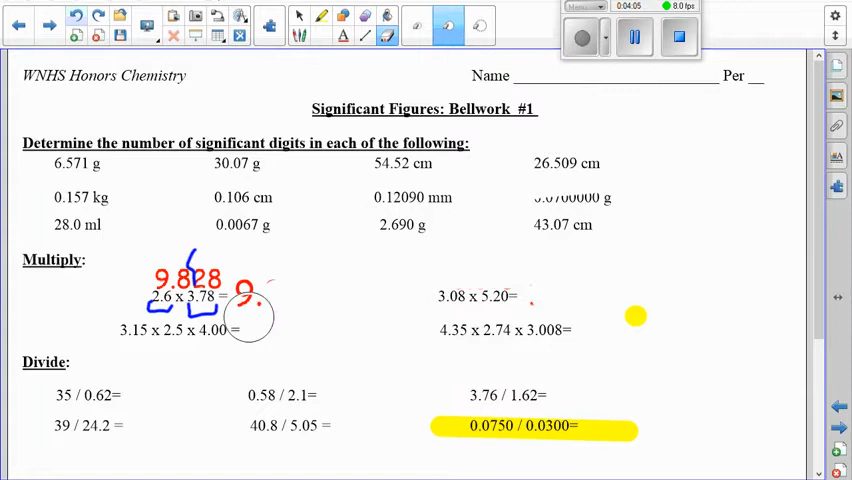 Menu 0:04:05 8.0 fps
WNHS Honors Chemistry Name ____________________ Per __
Significant Figures: Bellwork #1
Determine the number of significant digits in each of the following:
6.571 g 30.07 g 54.52 cm 26.509 cm
0.157 kg 0.106 cm 0.12090 mm 0.0700000 g
28.0 ml 0.0067 g 2.690 g 43.07 cm
Multiply:
9.828
2.6 x 3.78 = 9. 3.08 x 5.20=
3.15 x 2.5 x 4.00 = 4.35 x 2.74 x 3.008=
Divide:
35 / 0.62= 0.58 / 2.1= 3.76 / 1.62=
39 / 24.2 = 40.8 / 5.05 = 0.0750 / 0.0300=